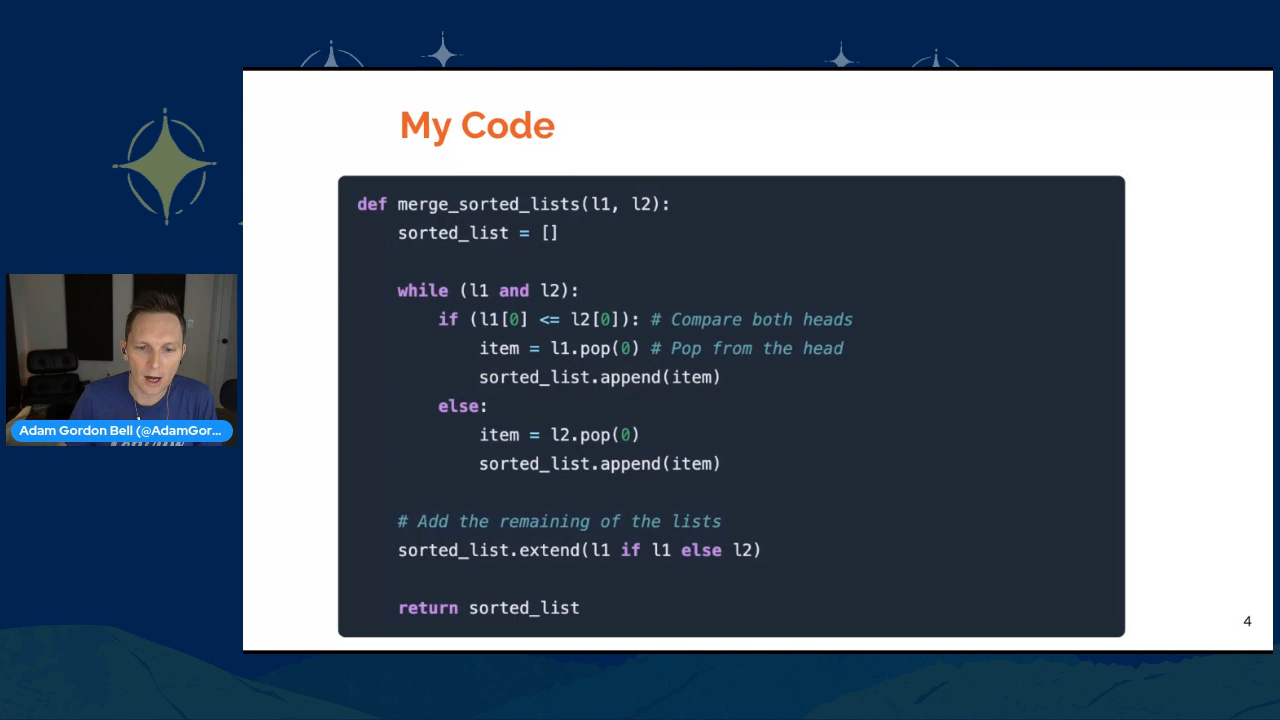 My Code
def merge_sorted_lists(l1, l2):
    sorted_list = []
    while (l1 and l2):
        if (l1[0] <= l2[0]): # Compare both heads
            item = l1.pop(0) # Pop from the head
            sorted_list.append(item)
        else:
            item = l2.pop(0)
            sorted_list.append(item)
    # Add the remaining of the lists
    sorted_list.extend(l1 if l1 else l2)
    return sorted_list
4
Adam Gordon Bell (@AdamGor...